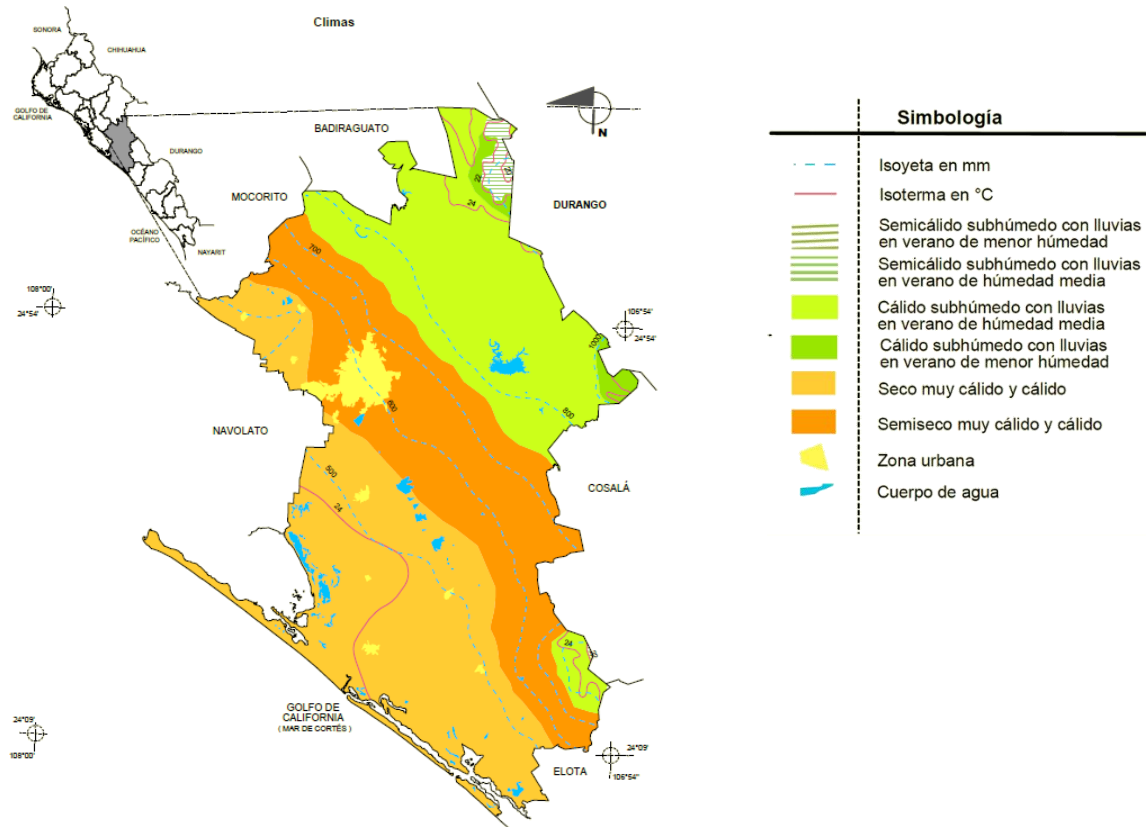 Climas
SONORA
CHIHUAHUA
GOLFO DE
CALIFORNIA
DURANGO
OCÉANO
PACÍFICO
NAYARIT
BADIRAGUATO
MOCORITO
DURANGO
N
108°00'
24°54'
106°54'
24°54'
NAVOLATO
COSALÁ
GOLFO DE
CALIFORNIA
( MAR DE CORTÉS )
ELOTA
24°09'
108°00'
24°09'
106°54"
700
600
500
24
800
1000
22
20
24
24
Simbología
Isoyeta en mm
Isoterma en °C
Semicálido subhúmedo con lluvias
en verano de menor húmedad
Semicálido subhúmedo con lluvias
en verano de húmedad media
Cálido subhúmedo con lluvias
en verano de húmedad media
Cálido subhúmedo con lluvias
en verano de menor húmedad
Seco muy cálido y cálido
Semiseco muy cálido y cálido
Zona urbana
Cuerpo de agua